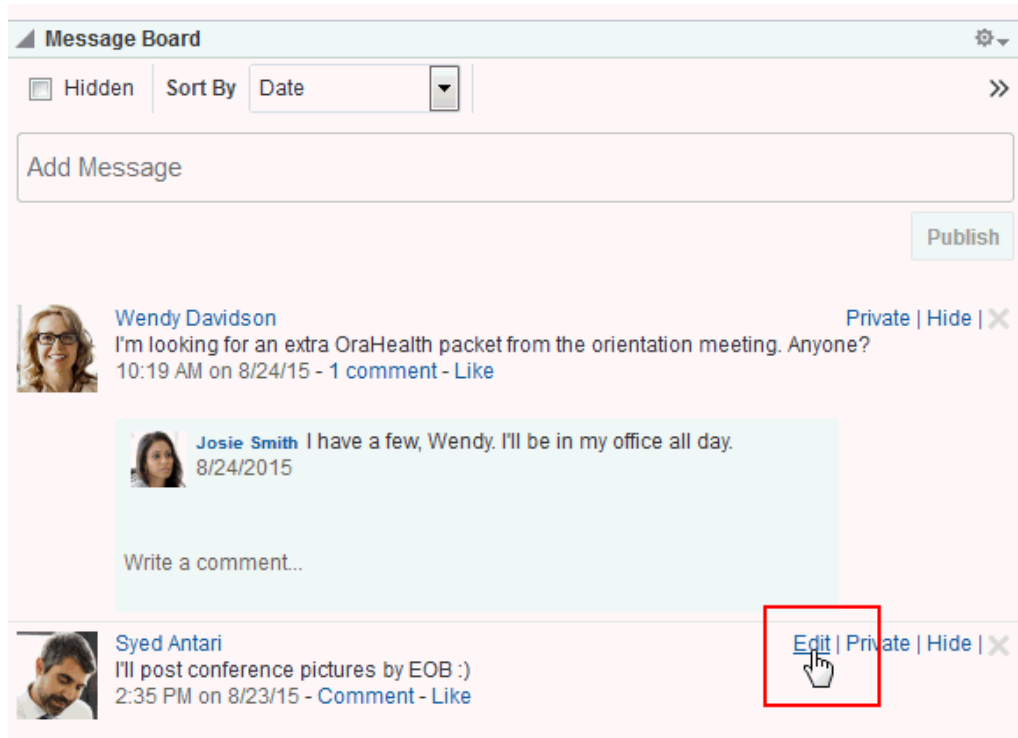 Message Board
Hidden Sort By Date
Add Message
Publish
Wendy Davidson Private | Hide |
I'm looking for an extra OraHealth packet from the orientation meeting. Anyone?
10:19 AM on 8/24/15 - 1 comment - Like
Josie Smith I have a few, Wendy. I'll be in my office all day.
8/24/2015
Write a comment...
Syed Antari Edit | Private | Hide |
I'll post conference pictures by EOB :)
2:35 PM on 8/23/15 - Comment - Like